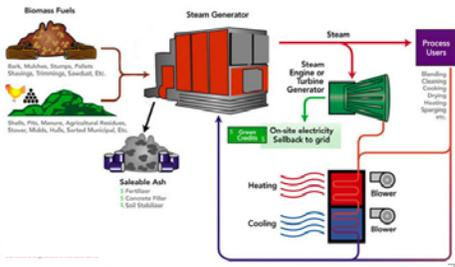 Biomass Fuels
Bark, Mulches, Stumps, Pallets
Shavings, Trimmings, Sawdust, Etc.
Shells, Pits, Manure, Agricultural Residues,
Stover, Midds, Hulls, Sorted Municipal, Etc.
Steam Generator
Saleable Ash
$ Fertilizer
$ Concrete Filler
$ Soil Stabilizer
Steam
Steam
Engine or
Turbine
Generator
$ Green
Credits $
On-site electricity
Sellback to grid
Process
Users
Blending
Cleaning
Cooking
Drying
Heating
Sparging
etc.
Heating
Blower
Cooling
Blower